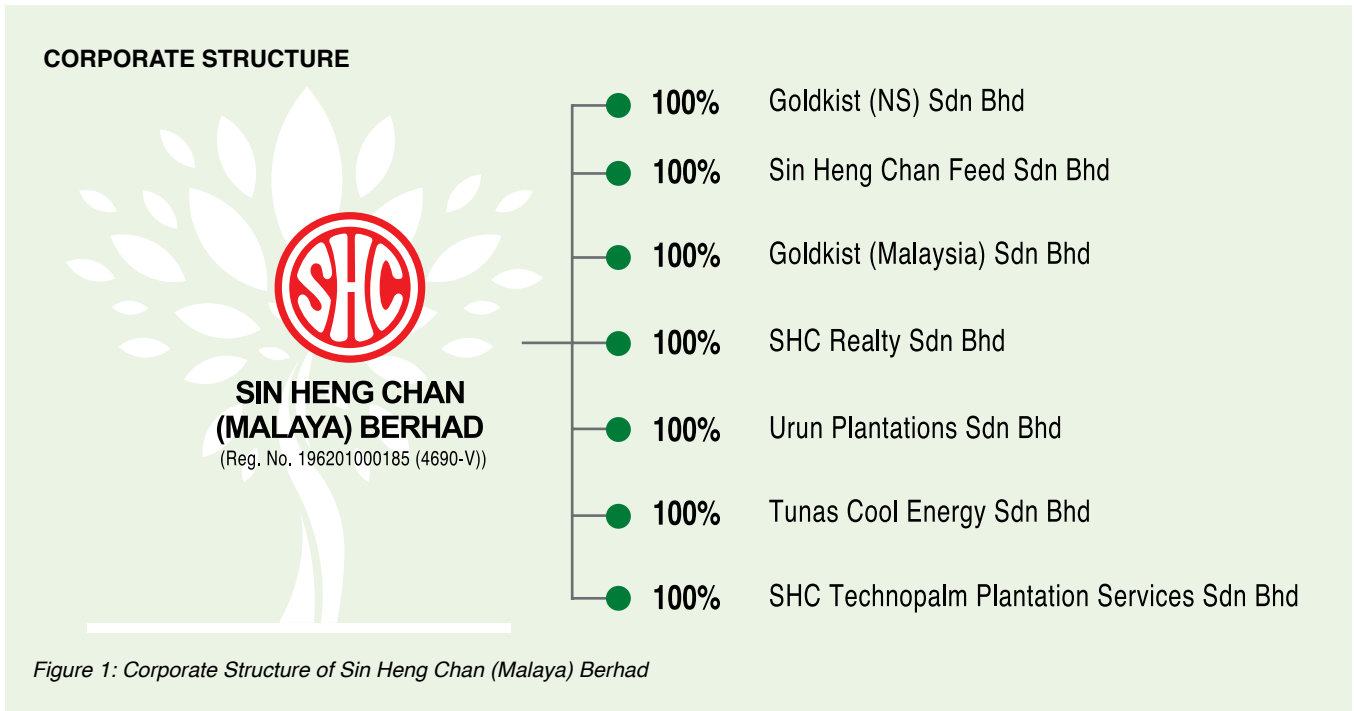 CORPORATE STRUCTURE
SHC
SIN HENG CHAN
(MALAYA) BERHAD
(Reg. No. 196201000185 (4690-V))
100% Goldkist (NS) Sdn Bhd
100% Sin Heng Chan Feed Sdn Bhd
100% Goldkist (Malaysia) Sdn Bhd
100% SHC Realty Sdn Bhd
100% Urun Plantations Sdn Bhd
100% Tunas Cool Energy Sdn Bhd
100% SHC Technopalm Plantation Services Sdn Bhd
Figure 1: Corporate Structure of Sin Heng Chan (Malaya) Berhad